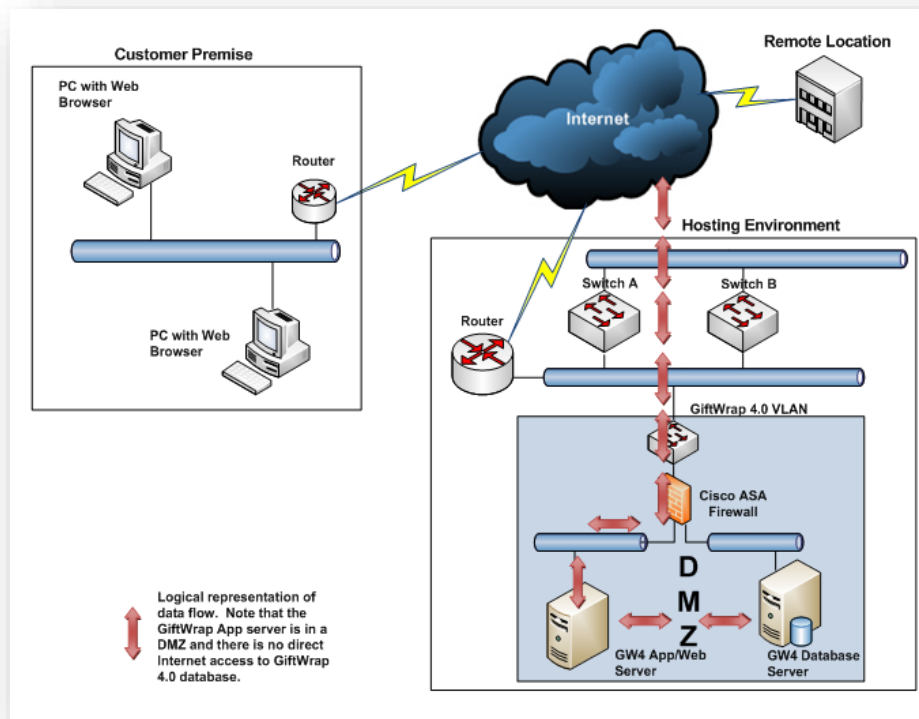 Customer Premise
PC with Web
Browser
Router
PC with Web
Browser
Internet
Remote Location
Hosting Environment
Switch A
Switch B
Router
GiftWrap 4.0 VLAN
Cisco ASA
Firewall
D
M
Z
GW4 App/Web
Server
GW4 Database
Server
Logical representation of
data flow. Note that the
GiftWrap App server is in a
DMZ and there is no direct
Internet access to GiftWrap
4.0 database.